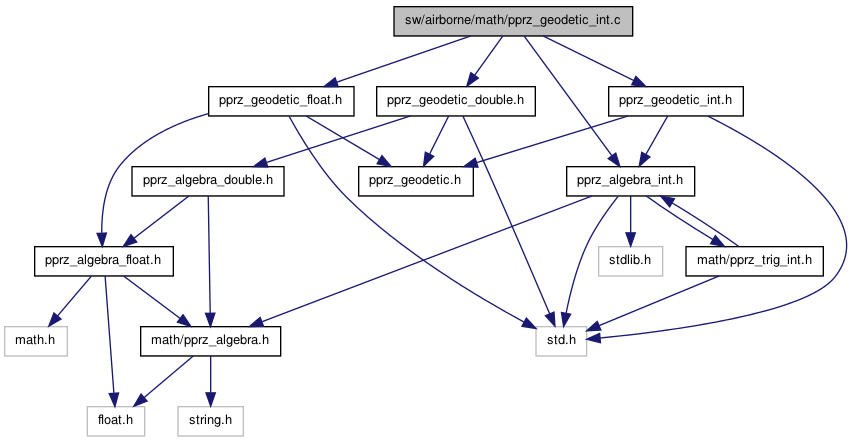 sw/airborne/math/pprz_geodetic_int.c
pprz_geodetic_float.h
pprz_geodetic_double.h
pprz_geodetic_int.h
pprz_algebra_double.h
pprz_geodetic.h
pprz_algebra_int.h
pprz_algebra_float.h
stdlib.h
math/pprz_trig_int.h
math.h
math/pprz_algebra.h
std.h
float.h
string.h